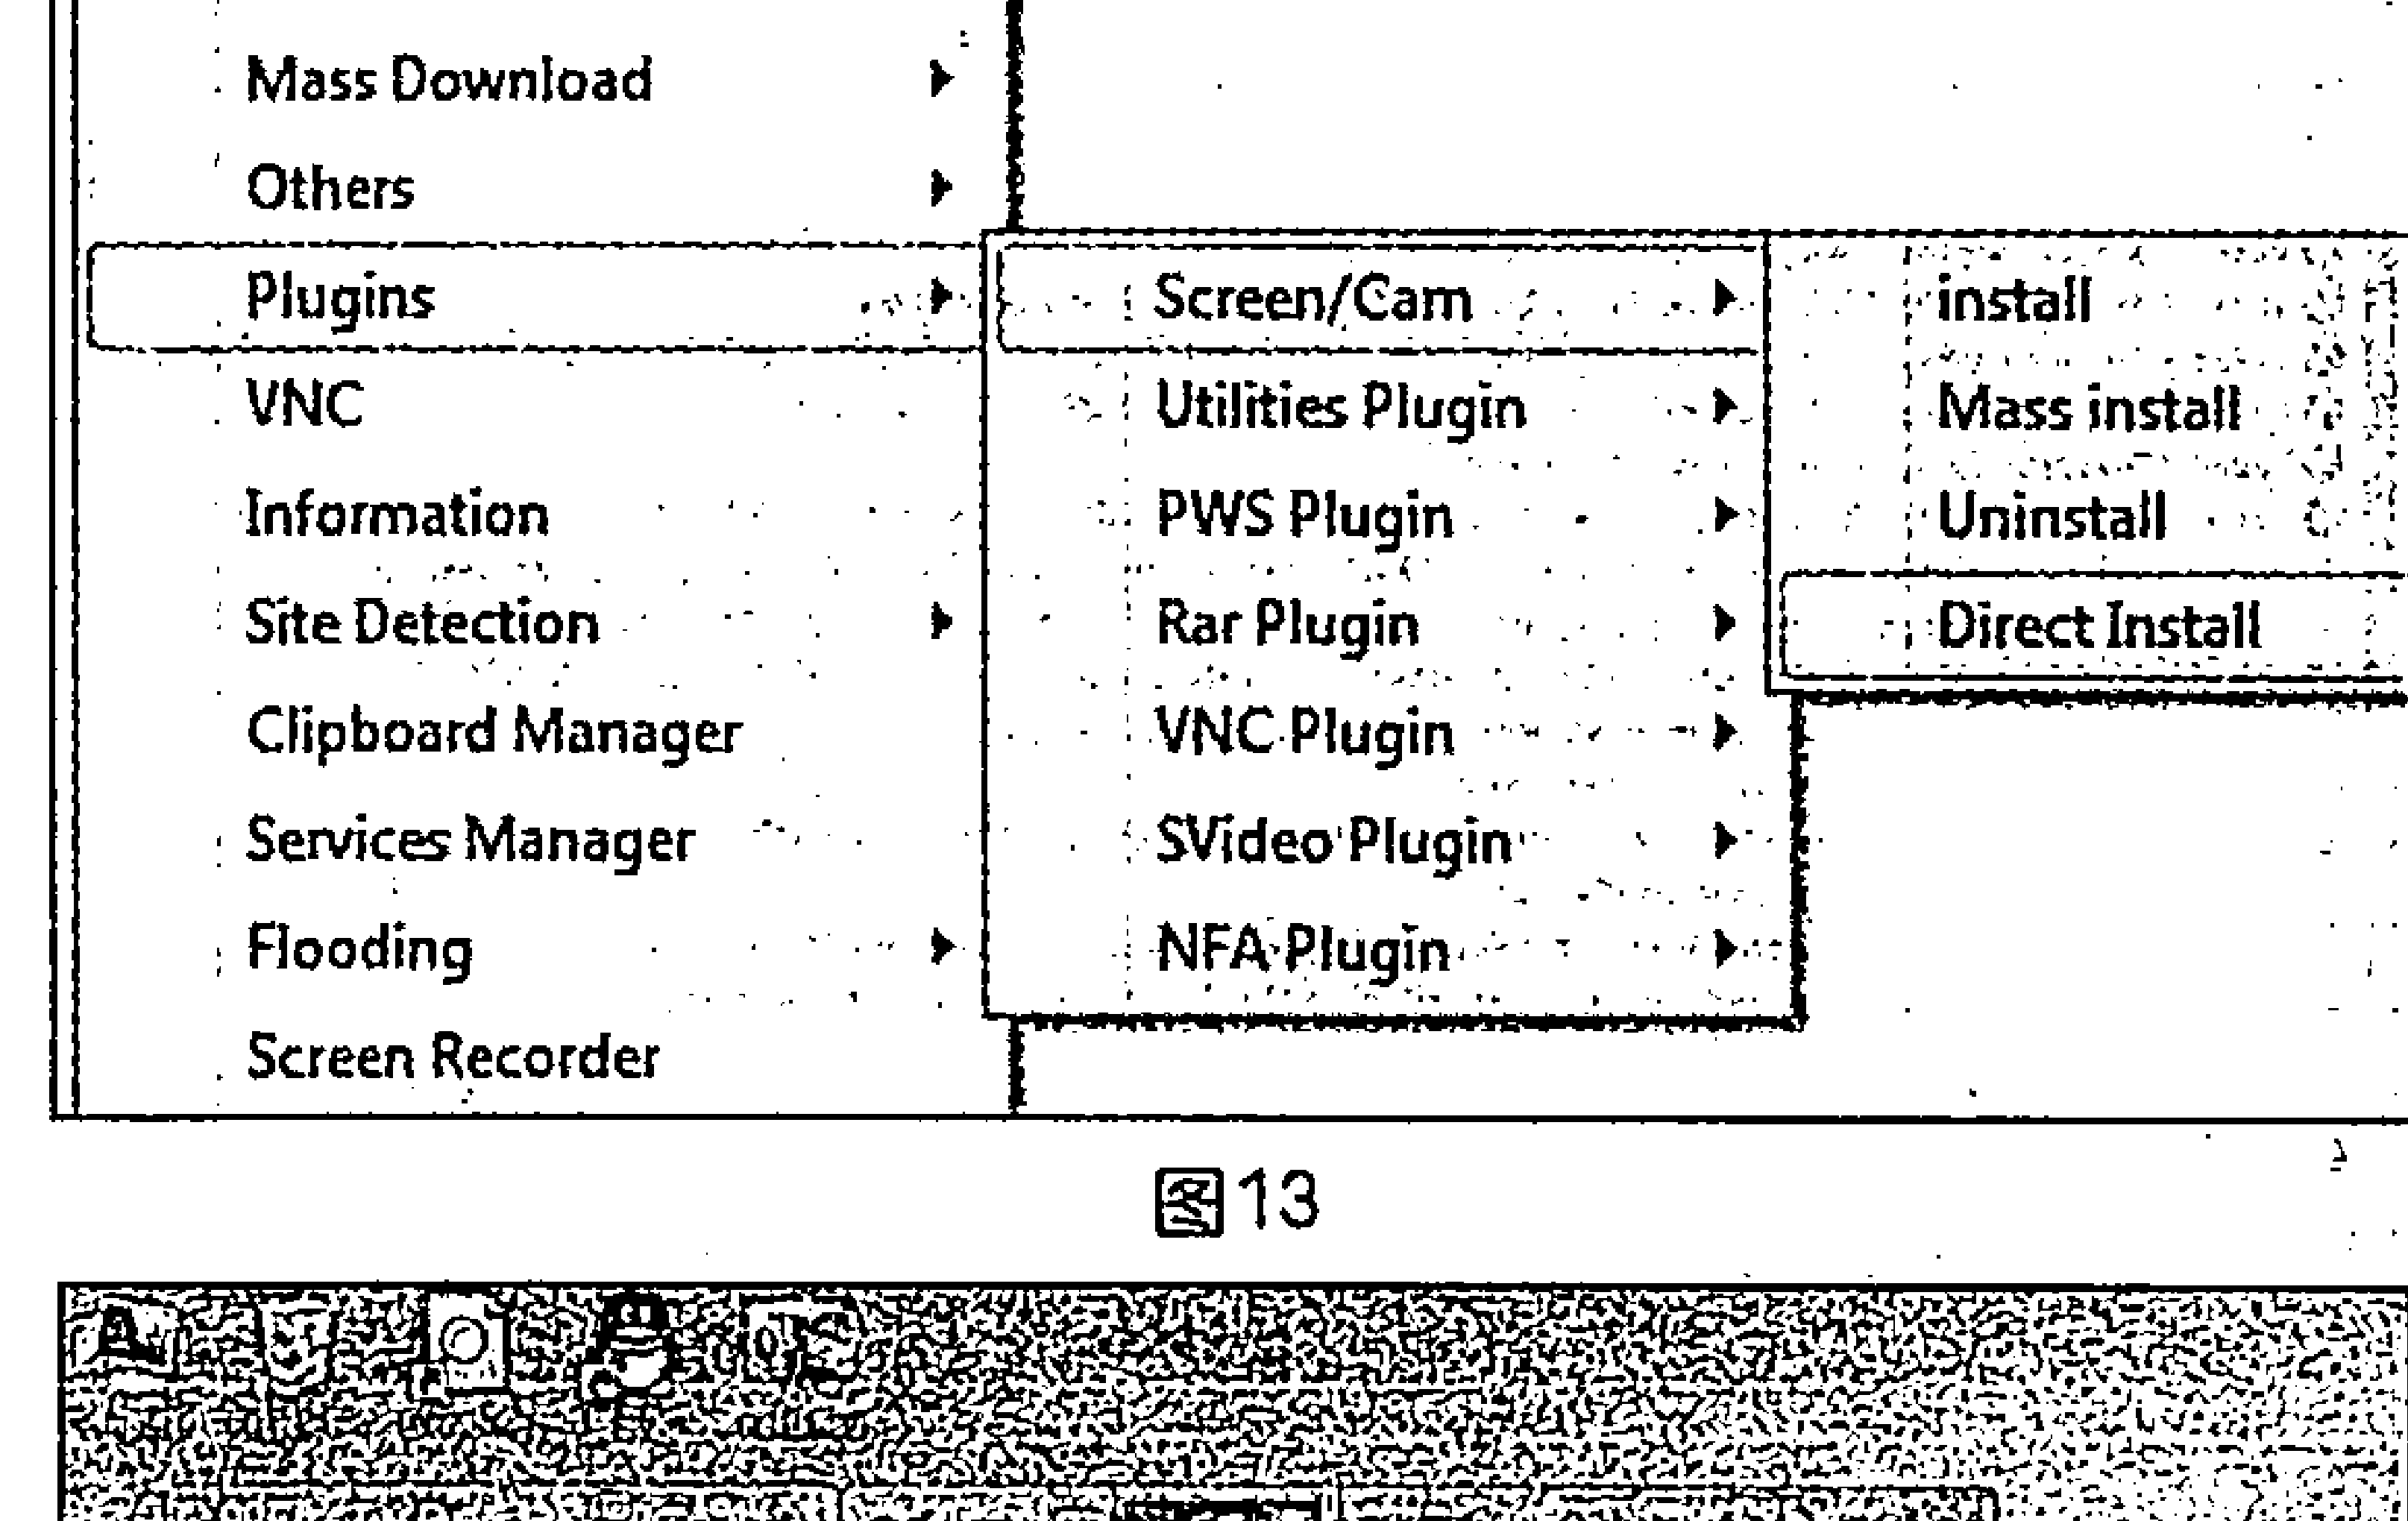 Mass Download
Others
Plugins
VNC
Information
Site Detection
Clipboard Manager
Services Manager
Flooding
Screen Recorder
Screen/Cam
Utilities Plugin
PWS Plugin
Rar Plugin
VNC Plugin
SVideo Plugin
NFA Plugin
install
Mass install
Uninstall
Direct Install
图13